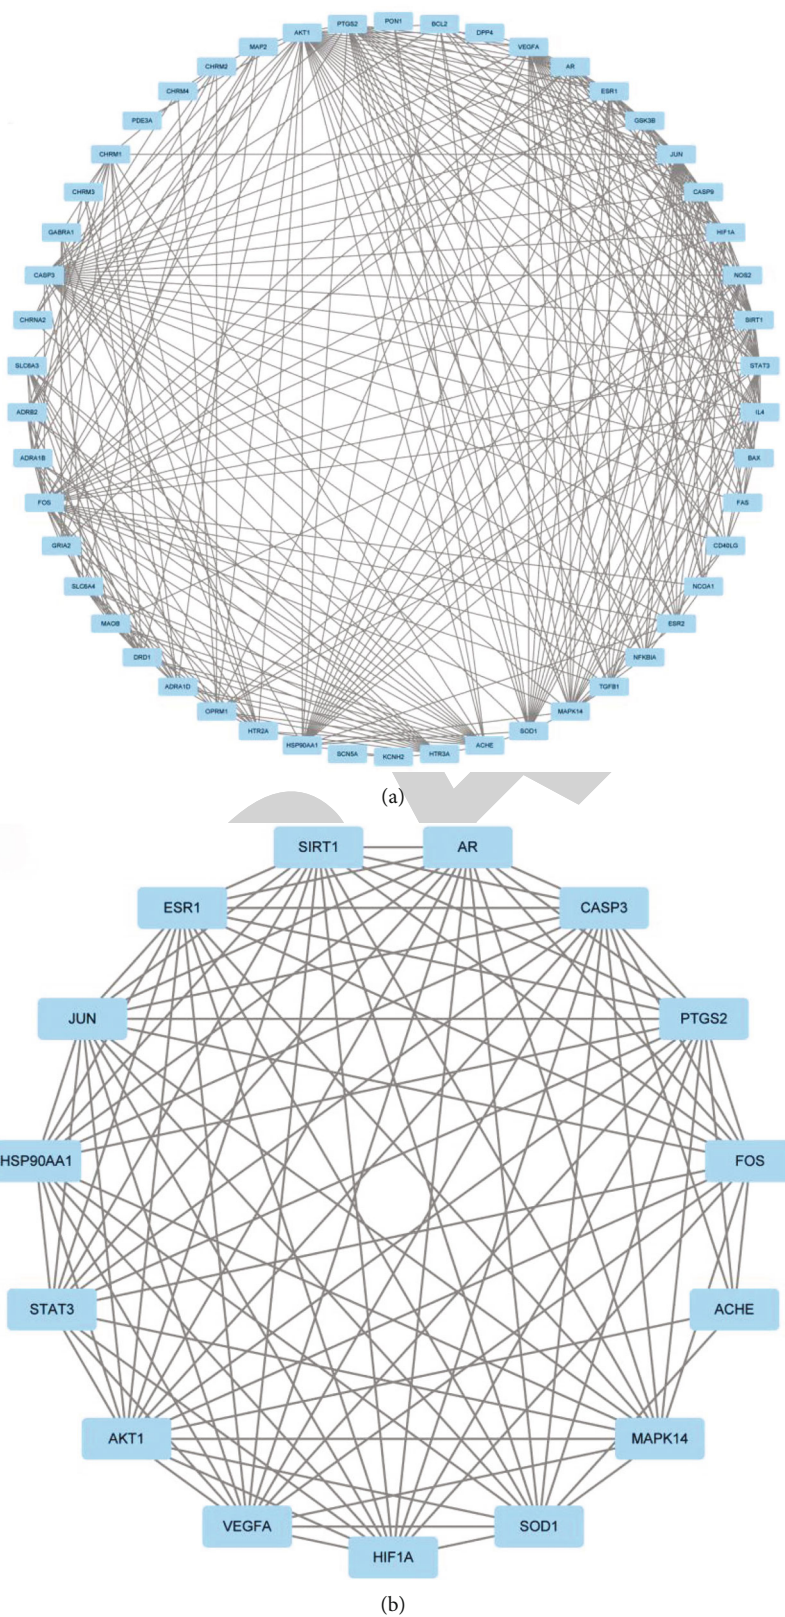 PTGS2 PON1 BCL2
AKT1 DPP4
MAP2 VEGFA
CHRM2 AR
CHRM4 ESR1
PDE3A GSK3B
CHRM1 JUN
CHRM3 CASP9
GABRA1 HIF1A
CASP3 NOS2
CHRNA2 SIRT1
SLC6A3 STAT3
ADRB2 IL4
ADRA1B BAX
FOS FAS
GRIA2 CD40LG
SLC6A4 NCOA1
MAOB ESR2
DRD1 NFKBIA
ADRA1D TGFB1
OPRM1 MAPK14
HTR2A SOD1
HSP90AA1 ACHE
SCN5A KCNH2 HTR3A
(a)
SIRT1 AR
ESR1 CASP3
JUN PTGS2
HSP90AA1 FOS
STAT3 ACHE
AKT1 MAPK14
VEGFA SOD1
HIF1A
(b)